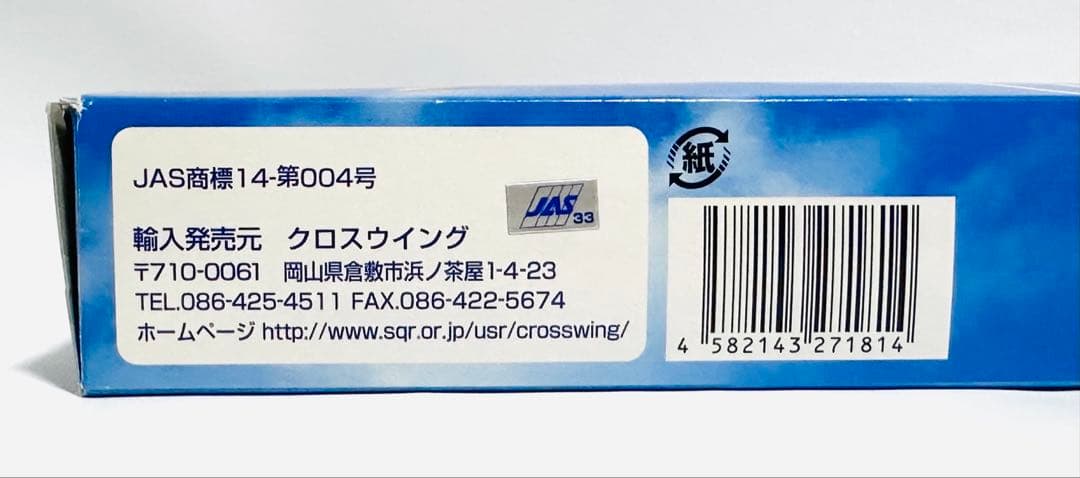 JAS商標14-第004号
JAS
33
輸入発売元 クロスウイング
〒710-0061 岡山県倉敷市浜ノ茶屋1-4-23
TEL.086-425-4511 FAX.086-422-5674
ホームページ http://www.sqr.or.jp/usr/crosswing/
紙
4 582143 271814